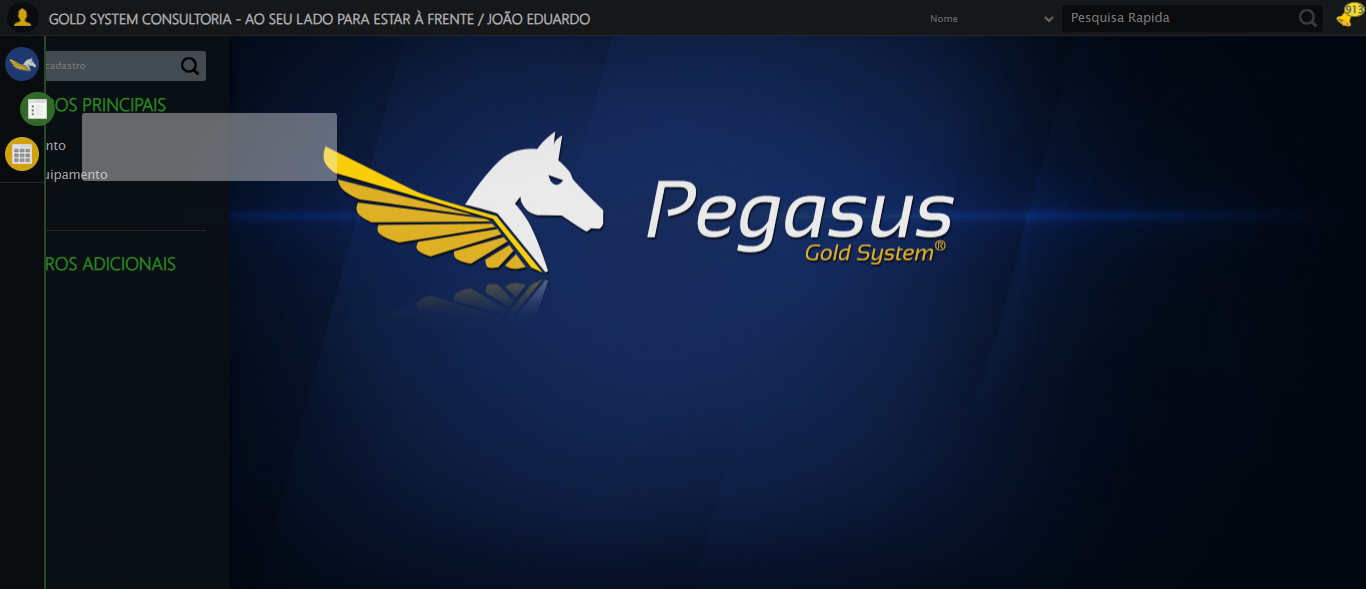 GOLD SYSTEM CONSULTORIA - AO SEU LADO PARA ESTAR À FRENTE / JOÃO EDUARDO
Nome
Pesquisa Rapida
913
cadastro
OS PRINCIPAIS
nto
uipamento
ROS ADICIONAIS
Pegasus
Gold System®